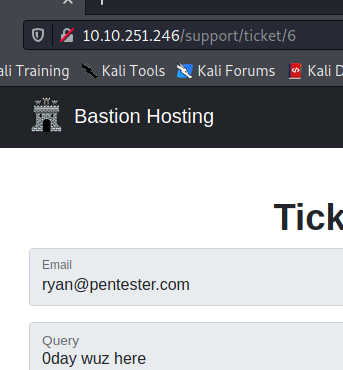 10.10.251.246/support/ticket/6
ali Training Kali Tools Kali Forums Kali D
Bastion Hosting
Tick
Email
ryan@pentester.com
Query
0day wuz here